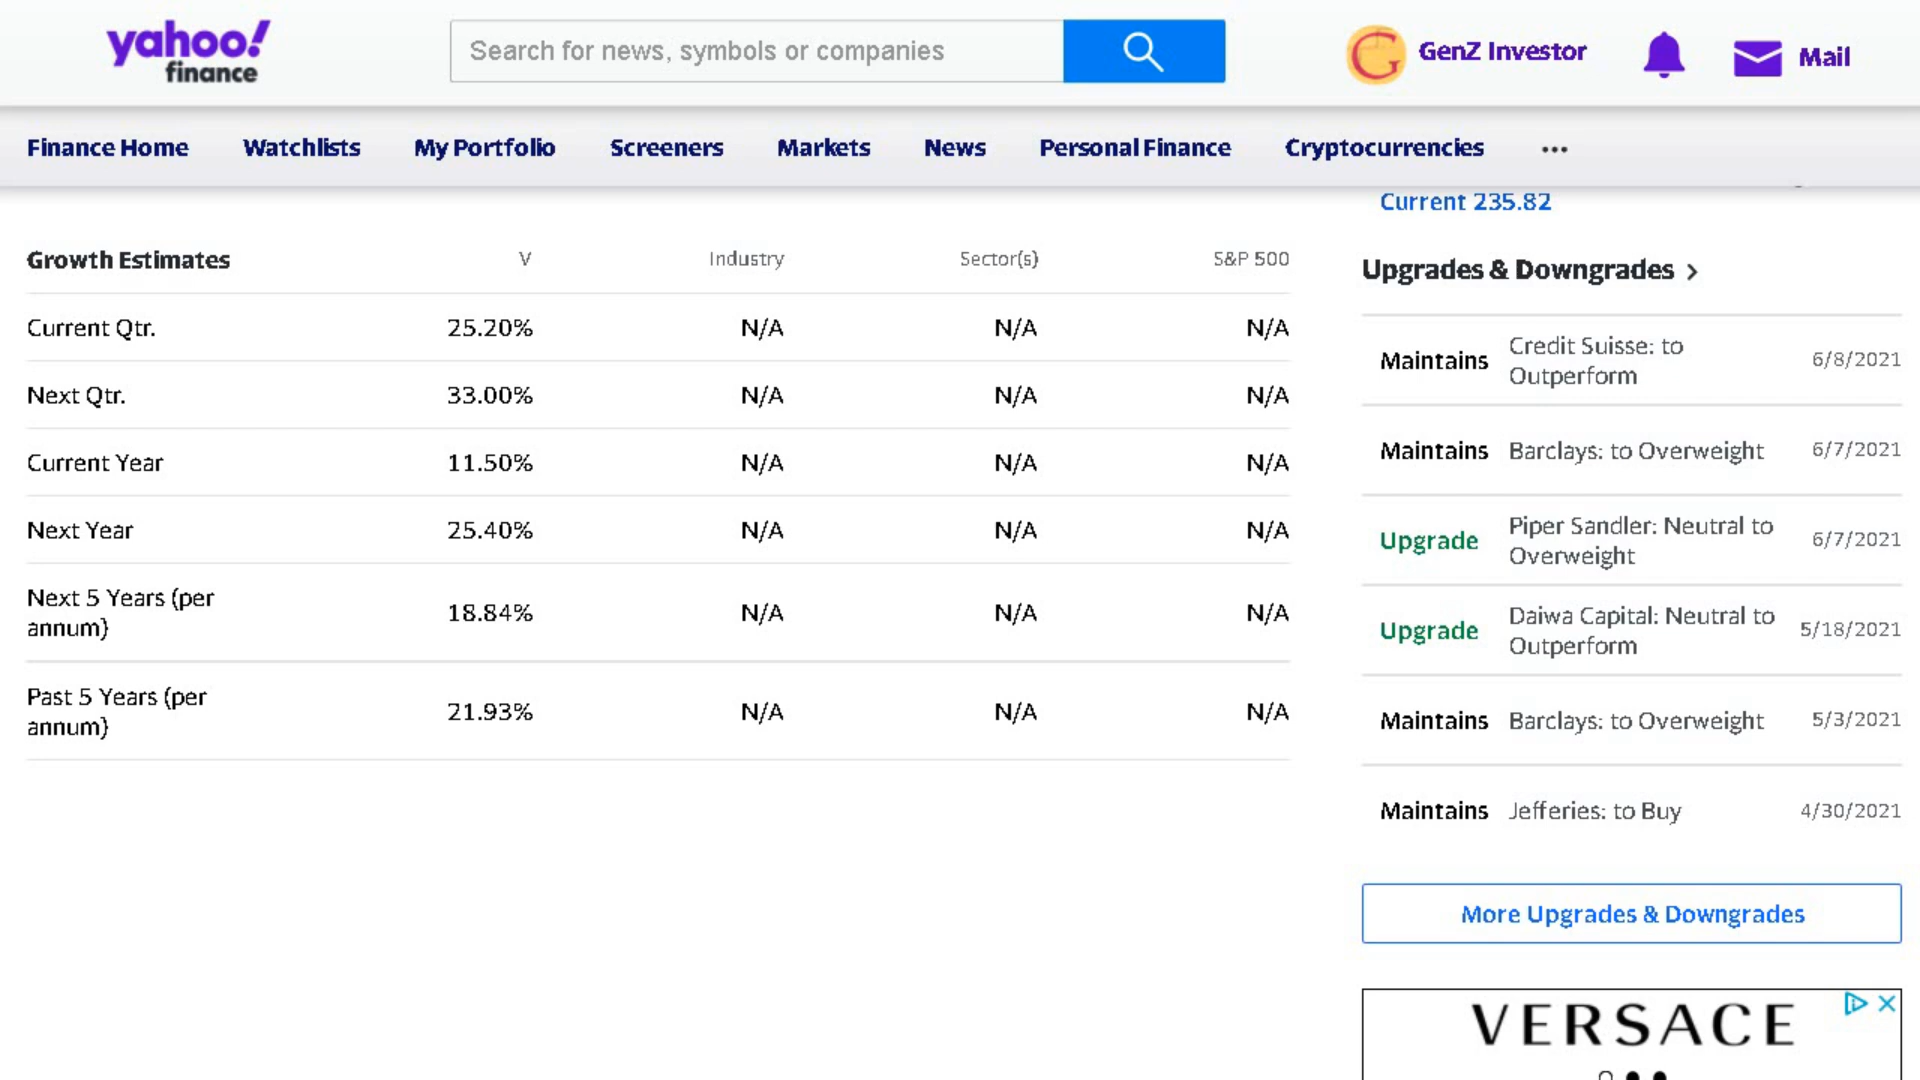 yahoo!
finance
Search for news, symbols or companies
GenZ Investor
Mail
Finance Home Watchlists My Portfolio Screeners Markets News Personal Finance Cryptocurrencies ...
Current 235.82
Growth Estimates V Industry Sector(s) S&P 500
Current Qtr. 25.20% N/A N/A N/A
Next Qtr. 33.00% N/A N/A N/A
Current Year 11.50% N/A N/A N/A
Next Year 25.40% N/A N/A N/A
Next 5 Years (per
annum) 18.84% N/A N/A N/A
Past 5 Years (per
annum) 21.93% N/A N/A N/A
Upgrades & Downgrades >
Maintains Credit Suisse: to
Outperform 6/8/2021
Maintains Barclays: to Overweight 6/7/2021
Upgrade Piper Sandler: Neutral to
Overweight 6/7/2021
Upgrade Daiwa Capital: Neutral to
Outperform 5/18/2021
Maintains Barclays: to Overweight 5/3/2021
Maintains Jefferies: to Buy 4/30/2021
More Upgrades & Downgrades
VERSACE